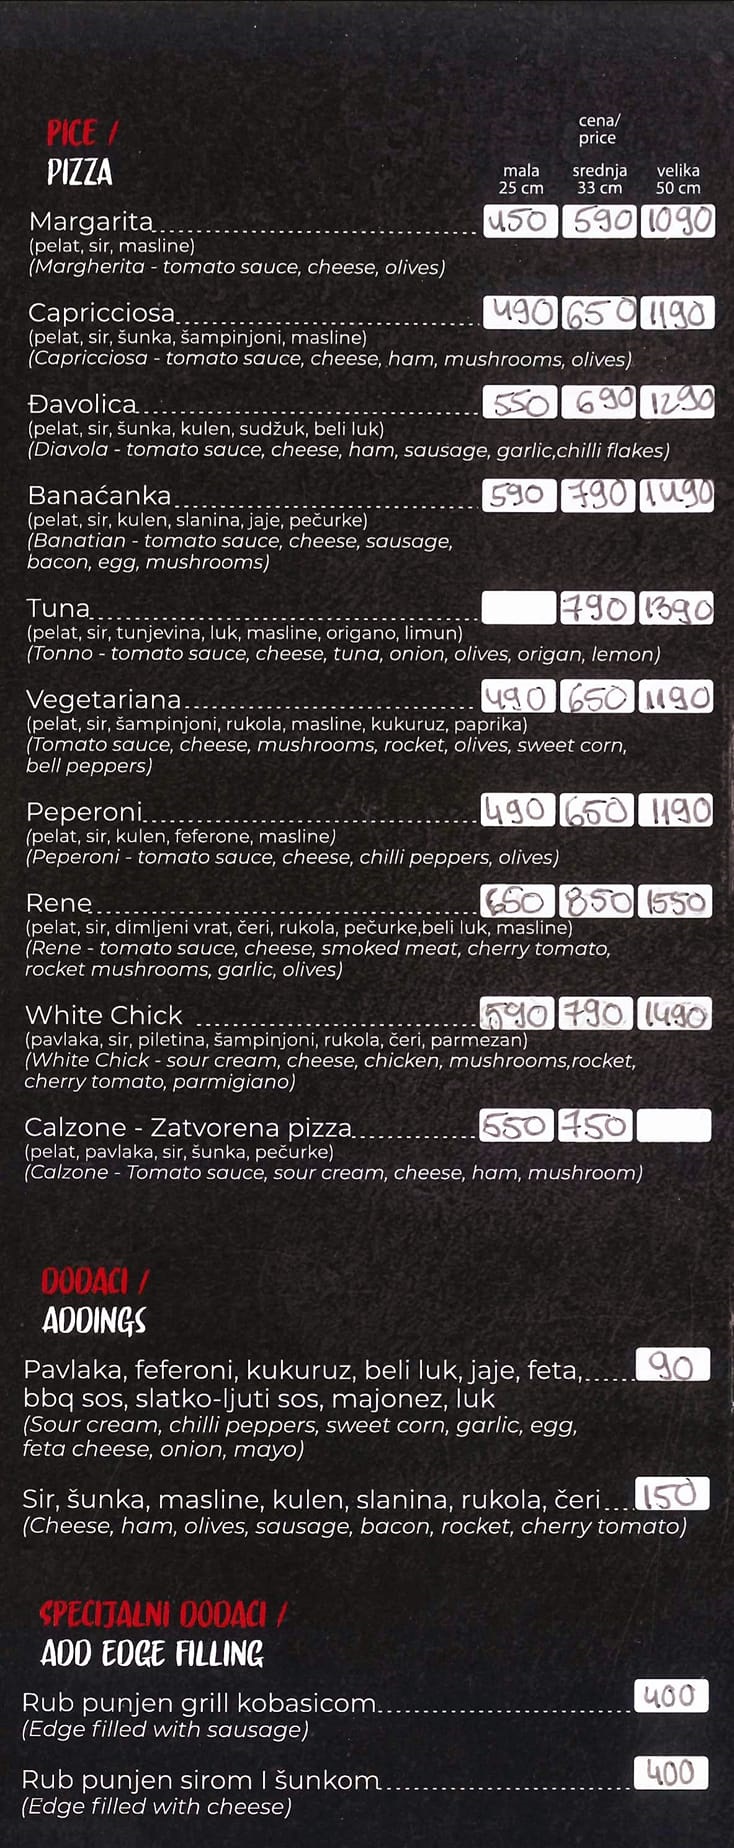 PICE /
PIZZA
cena/
price
mala srednja velika
25 cm 33 cm 50 cm
Margarita 450 590 1090
(pelat, sir, masline)
(Margherita - tomato sauce, cheese, olives)
Capricciosa 490 650 1190
(pelat, sir, šunka, šampinjoni, masline)
(Capricciosa - tomato sauce, cheese, ham, mushrooms, olives)
Đavolica 550 690 1290
(pelat, sir, šunka, kulen, sudžuk, beli luk)
(Diavola - tomato sauce, cheese, ham, sausage, garlic,chilli flakes)
Banaćanka 590 790 1490
(pelat, sir, kulen, slanina, jaje, pečurke)
(Banatian - tomato sauce, cheese, sausage,
bacon, egg, mushrooms)
Tuna 790 1390
(pelat, sir, tunjevina, luk, masline, origano, limun)
(Tonno - tomato sauce, cheese, tuna, onion, olives, origan, lemon)
Vegetariana 490 650 1190
(pelat, sir, šampinjoni, rukola, masline, kukuruz, paprika)
(Tomato sauce, cheese, mushrooms, rocket, olives, sweet corn,
bell peppers)
Peperoni 490 650 1190
(pelat, sir, kulen, feferone, masline)
(Peperoni - tomato sauce, cheese, chilli peppers, olives)
Rene 650 850 1550
(pelat, sir, dimljeni vrat, čeri, rukola, pečurke,beli luk, masline)
(Rene - tomato sauce, cheese, smoked meat, cherry tomato,
rocket mushrooms, garlic, olives)
White Chick 590 790 1490
(pavlaka, sir, piletina, šampinjoni, rukola, čeri, parmezan)
(White Chick - sour cream, cheese, chicken, mushrooms,rocket,
cherry tomato, parmigiano)
Calzone - Zatvorena pizza 550 750
(pelat, pavlaka, sir, šunka, pečurke)
(Calzone - Tomato sauce, sour cream, cheese, ham, mushroom)
DODACI /
ADDINGS
Pavlaka, feferoni, kukuruz, beli luk, jaje, feta, 90
bbq sos, slatko-ljuti sos, majonez, luk
(Sour cream, chilli peppers, sweet corn, garlic, egg,
feta cheese, onion, mayo)
Sir, šunka, masline, kulen, slanina, rukola, čeri 150
(Cheese, ham, olives, sausage, bacon, rocket, cherry tomato)
SPECIJALNI DODACI /
ADD EDGE FILLING
Rub punjen grill kobasicom 400
(Edge filled with sausage)
Rub punjen sirom I šunkom 400
(Edge filled with cheese)